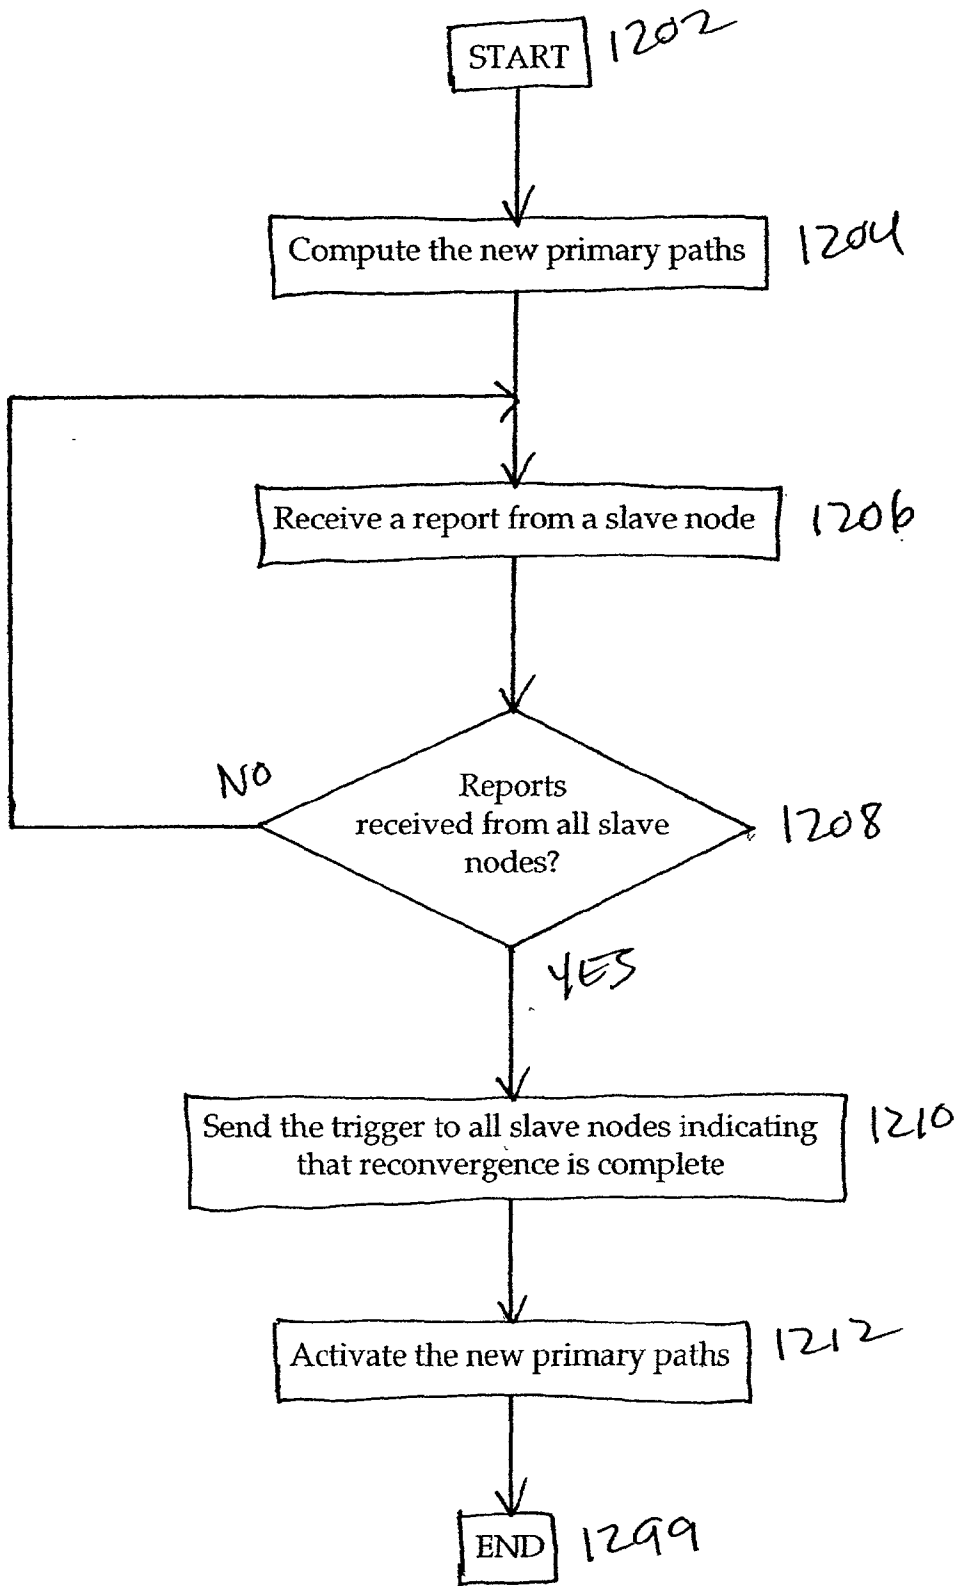 START 1202
Compute the new primary paths 1204
Receive a report from a slave node 1206
NO
Reports
received from all slave
nodes?
1208
YES
Send the trigger to all slave nodes indicating
that reconvergence is complete
1210
Activate the new primary paths 1212
END 1299